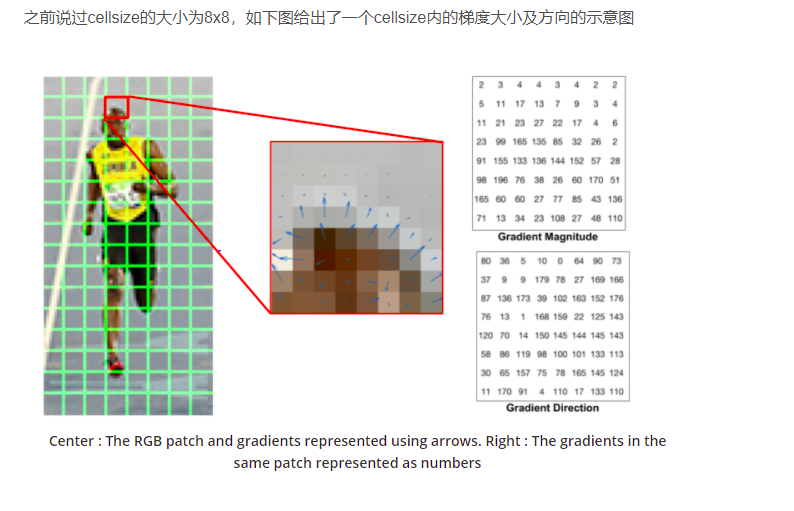 之前说过cellsize的大小为8x8，如下图给出了一个cellsize内的梯度大小及方向的示意图
2 3 4 4 3 4 2 2
5 11 17 13 7 9 3 4
11 21 23 27 22 17 4 6
23 99 165 135 85 32 26 2
91 155 133 136 144 152 57 28
98 196 76 38 26 60 170 51
165 60 60 27 77 85 43 136
71 13 34 23 108 27 48 110
Gradient Magnitude
80 36 5 10 0 64 90 73
37 9 9 179 78 27 169 166
87 136 173 39 102 163 152 176
76 13 1 168 159 22 125 143
120 70 14 150 145 144 145 143
58 86 119 98 100 101 133 113
30 65 157 75 78 165 145 124
11 170 91 4 110 17 133 110
Gradient Direction
Center : The RGB patch and gradients represented using arrows. Right : The gradients in the
same patch represented as numbers